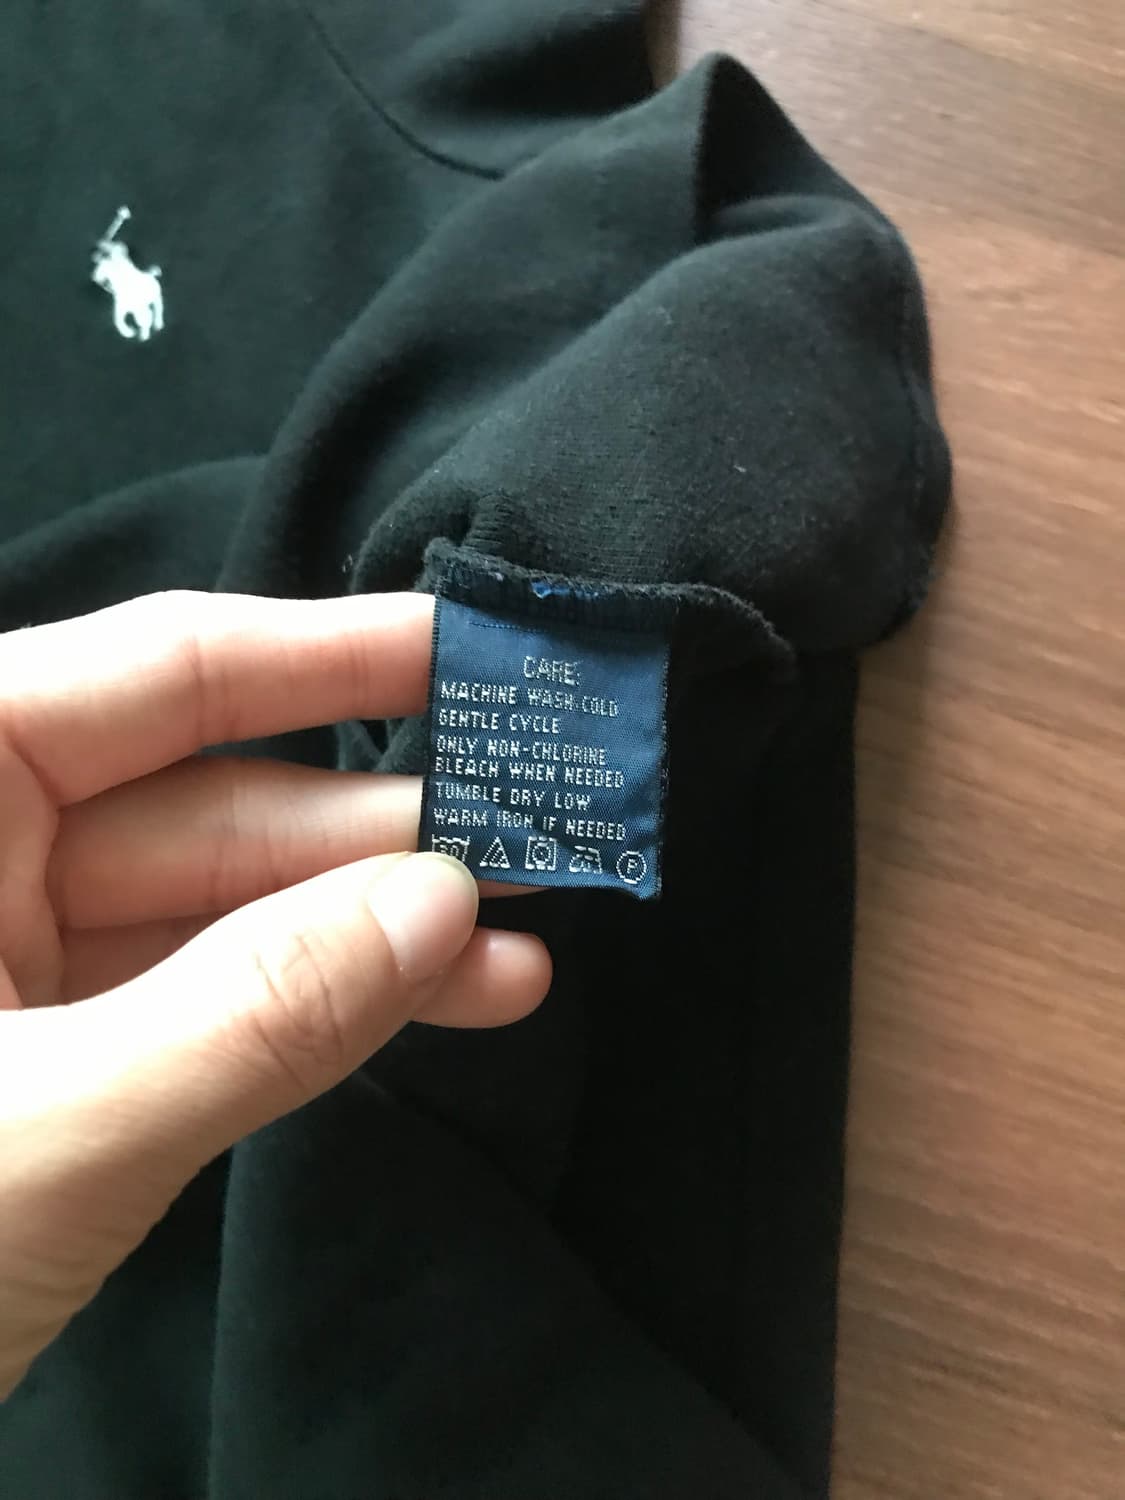 CARE:
MACHINE WASH COLD
GENTLE CYCLE
ONLY NON-CHLORINE
BLEACH WHEN NEEDED
TUMBLE DRY LOW
WARM IRON IF NEEDED
30 P